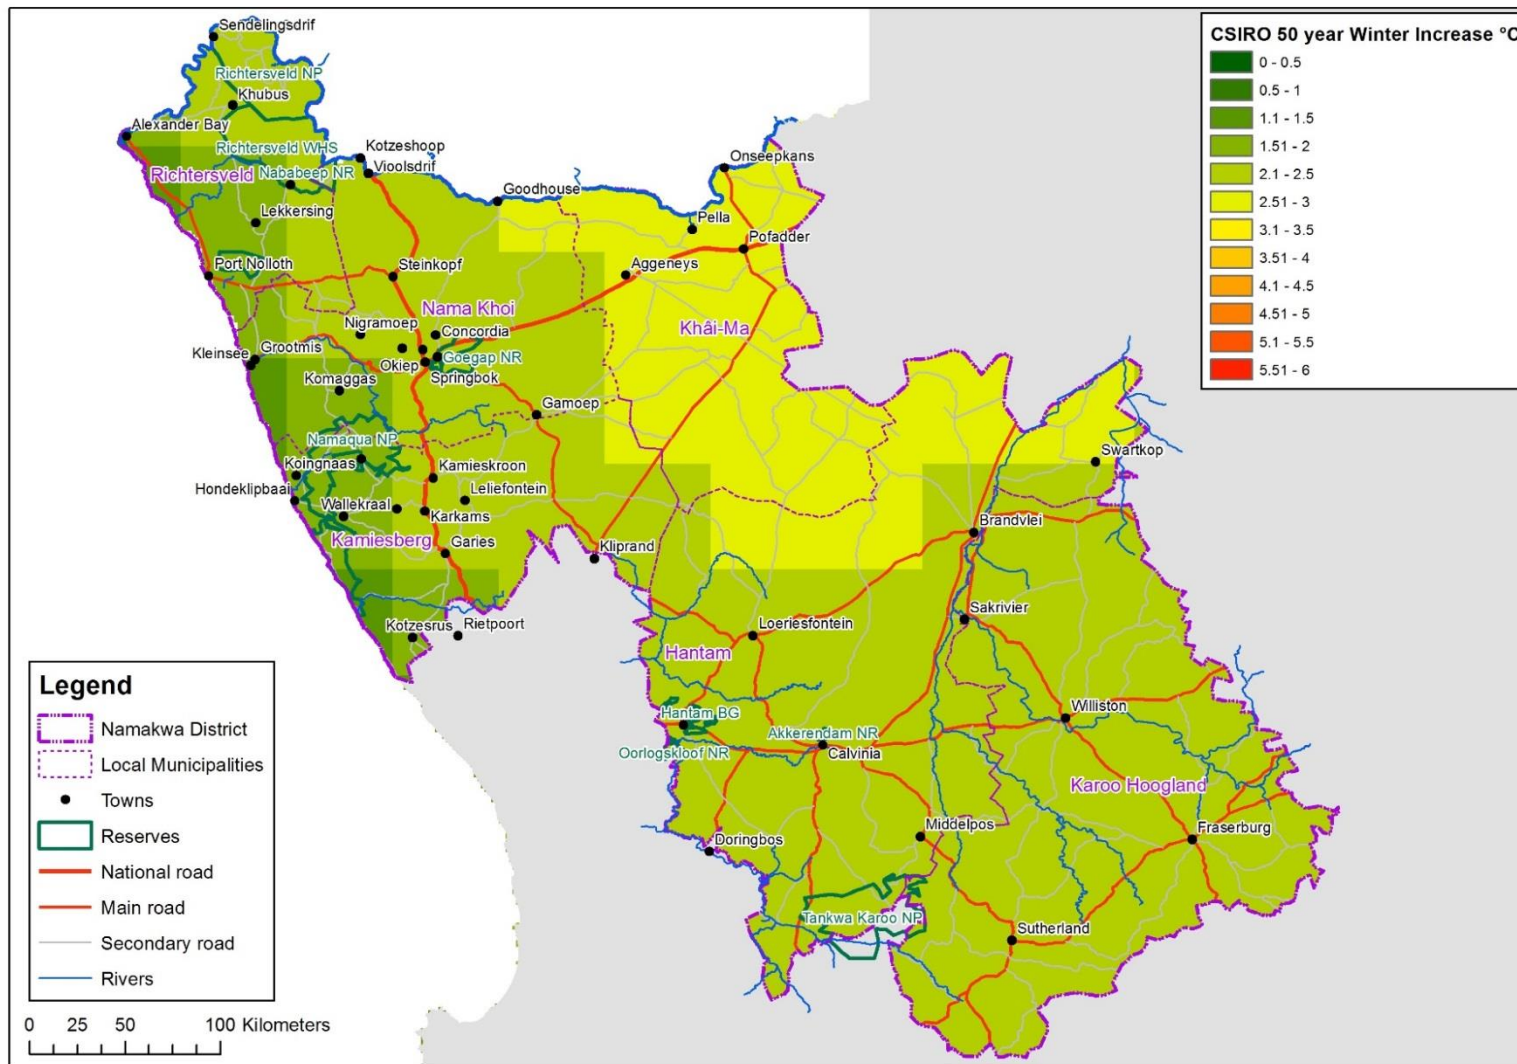 CSIRO 50 year Winter Increase °C
0 - 0.5
0.5 - 1
1.1 - 1.5
1.51 - 2
2.1 - 2.5
2.51 - 3
3.1 - 3.5
3.51 - 4
4.1 - 4.5
4.51 - 5
5.1 - 5.5
5.51 - 6
Sendelingsdrif
Richtersveld NP
Khubus
Alexander Bay
Richtersveld WHS
Kotzeshoop
Richtersveld
Nababeep NR
Vioolsdrif
Onseepkans
Goodhouse
Lekkersing
Pella
Pofadder
Port Nolloth
Steinkopf
Aggeneys
Nama Khoi
Khâi-Ma
Nigramoep
Concordia
Kleinsee
Grootmis
Okiep
Goegap NR
Springbok
Komaggas
Gamoep
Namaqua NP
Koingnaas
Kamieskroon
Swartkop
Hondeklipbaai
Wallekraal
Leliefontein
Karkams
Brandvlei
Kamiesberg
Garies
Kliprand
Kotzesrus
Rietpoort
Loeriesfontein
Sakrivier
Hantam
Hantam BG
Williston
Oorlogskloof NR
Akkerendam NR
Calvinia
Karoo Hoogland
Doringbos
Middelpos
Fraserburg
Tankwa Karoo NP
Sutherland
Legend
Namakwa District
Local Municipalities
Towns
Reserves
National road
Main road
Secondary road
Rivers
0 25 50 100 Kilometers